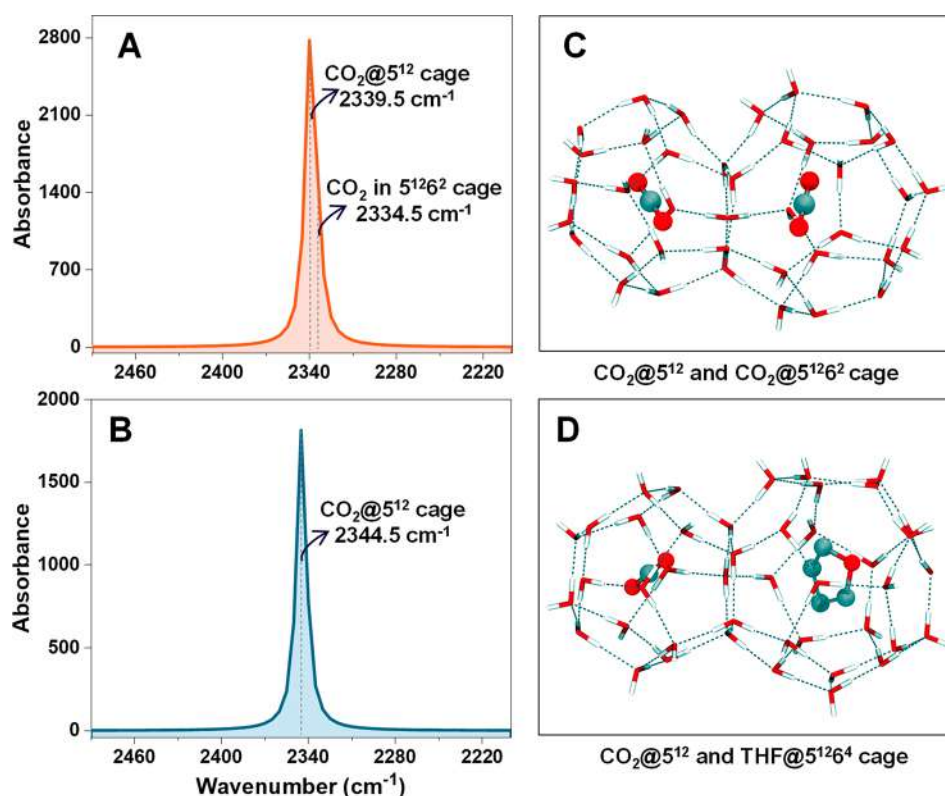 A
2800
2100
1400
700
0
Absorbance
CO₂@5¹² cage
2339.5 cm⁻¹
CO₂ in 5¹²6² cage
2334.5 cm⁻¹
2460 2400 2340 2280 2220
B
2000
1500
1000
500
0
Absorbance
CO₂@5¹² cage
2344.5 cm⁻¹
2460 2400 2340 2280 2220
Wavenumber (cm⁻¹)
C
CO₂@5¹² and CO₂@5¹²6² cage
D
CO₂@5¹² and THF@5¹²6⁴ cage